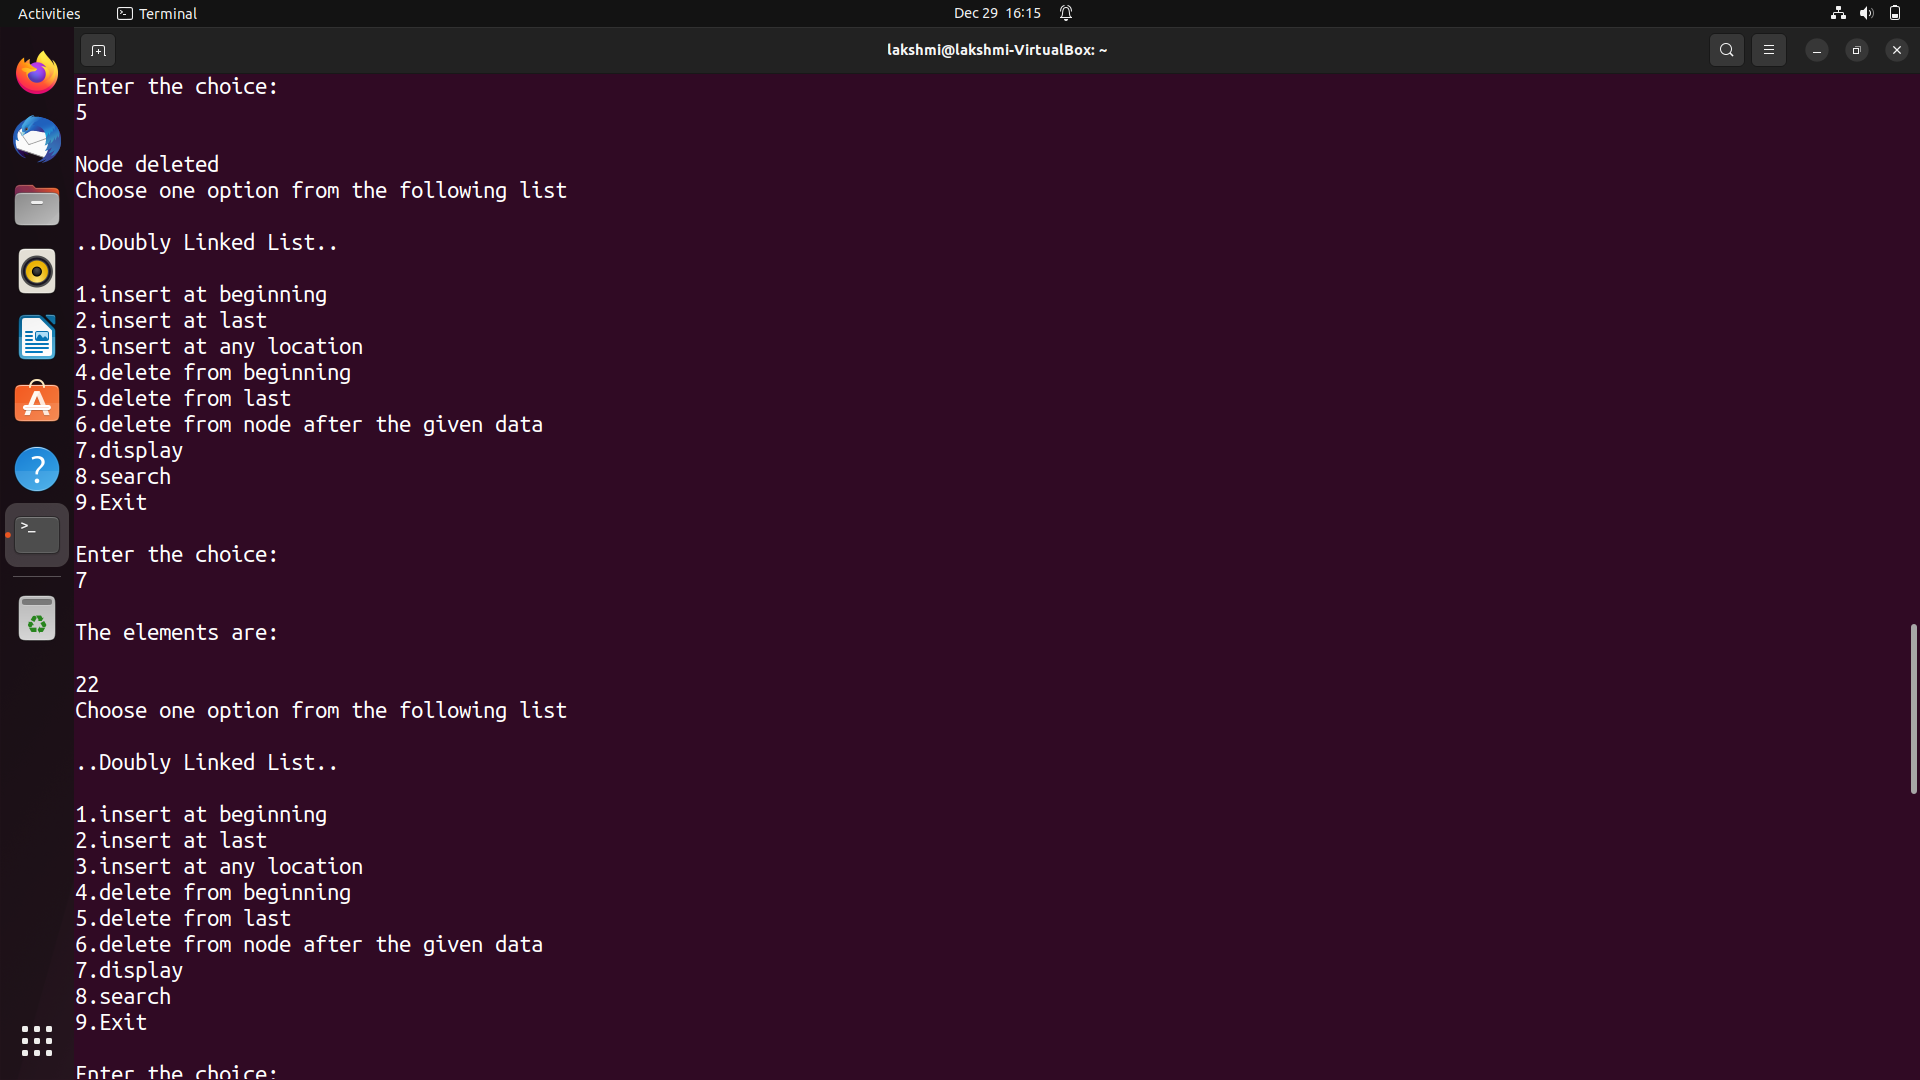 Activities
Terminal
Dec 29 16:15
lakshmi@lakshmi-VirtualBox: ~
Enter the choice:
5
Node deleted
Choose one option from the following list
..Doubly Linked List..
1.insert at beginning
2.insert at last
3.insert at any location
4.delete from beginning
5.delete from last
6.delete from node after the given data
7.display
8.search
9.Exit
Enter the choice:
7
The elements are:
22
Choose one option from the following list
..Doubly Linked List..
1.insert at beginning
2.insert at last
3.insert at any location
4.delete from beginning
5.delete from last
6.delete from node after the given data
7.display
8.search
9.Exit
Enter the choice: